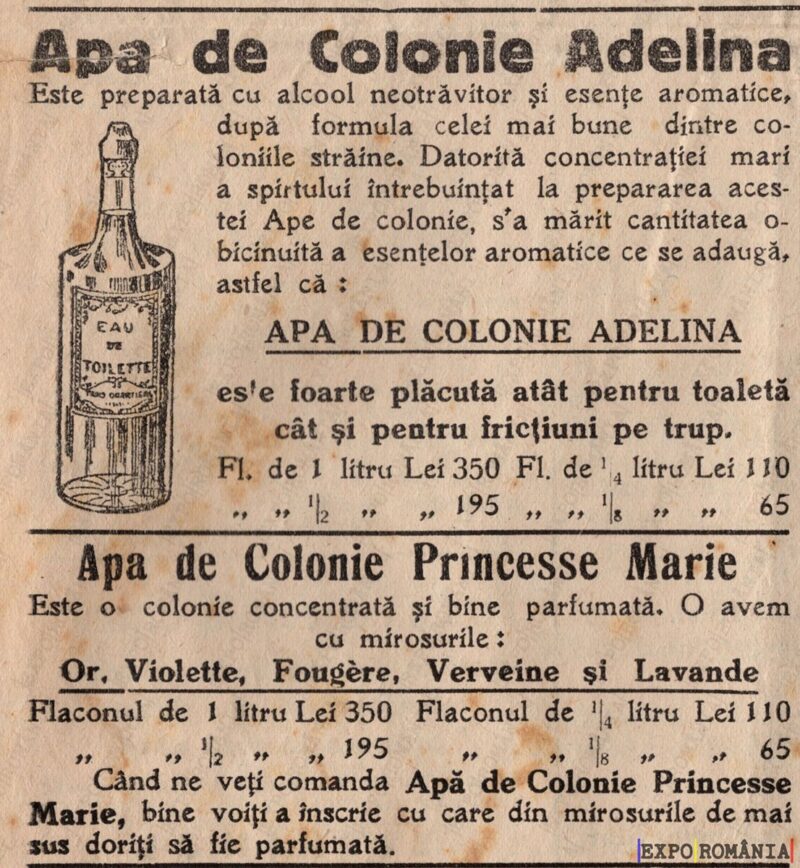 Apa de Colonie Adelina
Este preparată cu alcool neotrăvitor și esențe aromatice,
după formula celei mai bune dintre co-
loniile străine. Datorită concentrației mari
a spirtului întrebuințat la prepararea aces-
tei Ape de colonie, s'a mărit cantitatea o-
bicinuită a esențelor aromatice ce se adaugă,
astfel că :
EAU
DE
TOILETTE
APA DE COLONIE ADELINA
es'e foarte plăcută atât pentru toaletă
cât și pentru fricțiuni pe trup.
Fl. de 1 litru Lei 350 Fl. de 1/4 litru Lei 110
„ „ 1/2 „ „ 195 „ „ 1/8 „ „ 65
Apa de Colonie Princesse Marie
Este o colonie concentrată și bine parfumată. O avem
cu mirosurile :
Or, Violette, Fougère, Verveine și Lavande
Flaconul de 1 litru Lei 350 Flaconul de 1/4 litru Lei 110
„ „ 1/2 „ „ 195 „ „ 1/8 „ „ 65
Când ne veți comanda Apă de Colonie Princesse
Marie, bine voiți a înscrie cu care din mirosurile de mai
sus doriți să fie parfumată.
EXPO ROMÂNIA